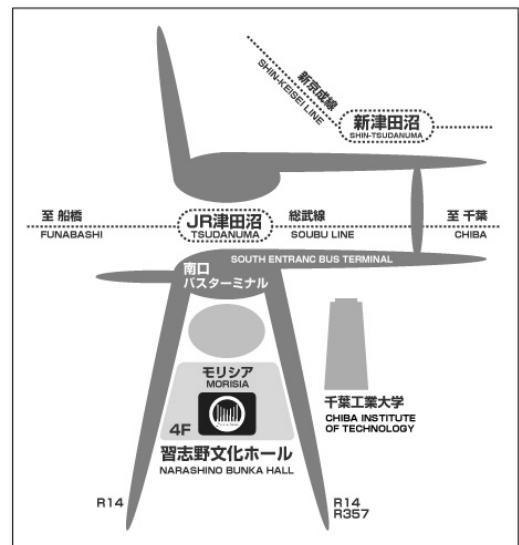 新京成線
SHIN-KEISEI LINE
新津田沼
SHIN-TSUDANUMA
至 船橋
FUNABASHI
JR津田沼
TSUDANUMA
総武線
SOUBU LINE
至 千葉
CHIBA
SOUTH ENTRANC BUS TERMINAL
南口
バスターミナル
モリシア
MORISIA
4F
習志野文化ホール
NARASHINO BUNKA HALL
千葉工業大学
CHIBA INSTITUTE
OF TECHNOLOGY
R14
R14
R357